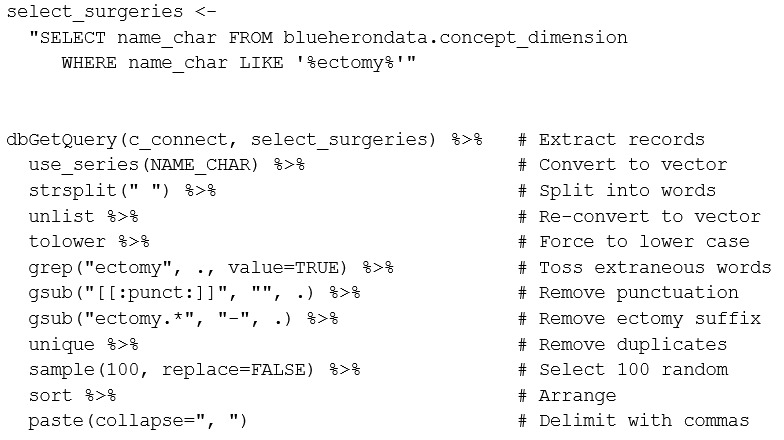 select_surgeries <-
  "SELECT name_char FROM blueherondata.concept_dimension
     WHERE name_char LIKE '%ectomy%'"
dbGetQuery(c_connect, select_surgeries) %>%   # Extract records
  use_series(NAME_CHAR) %>%                   # Convert to vector
  strsplit(" ") %>%                           # Split into words
  unlist %>%                                  # Re-convert to vector
  tolower %>%                                 # Force to lower case
  grep("ectomy", ., value=TRUE) %>%           # Toss extraneous words
  gsub("[[:punct:]]", "", .) %>%              # Remove punctuation
  gsub("ectomy.*", "-", .) %>%                # Remove ectomy suffix
  unique %>%                                  # Remove duplicates
  sample(100, replace=FALSE) %>%              # Select 100 random
  sort %>%                                    # Arrange
  paste(collapse=", ")                        # Delimit with commas